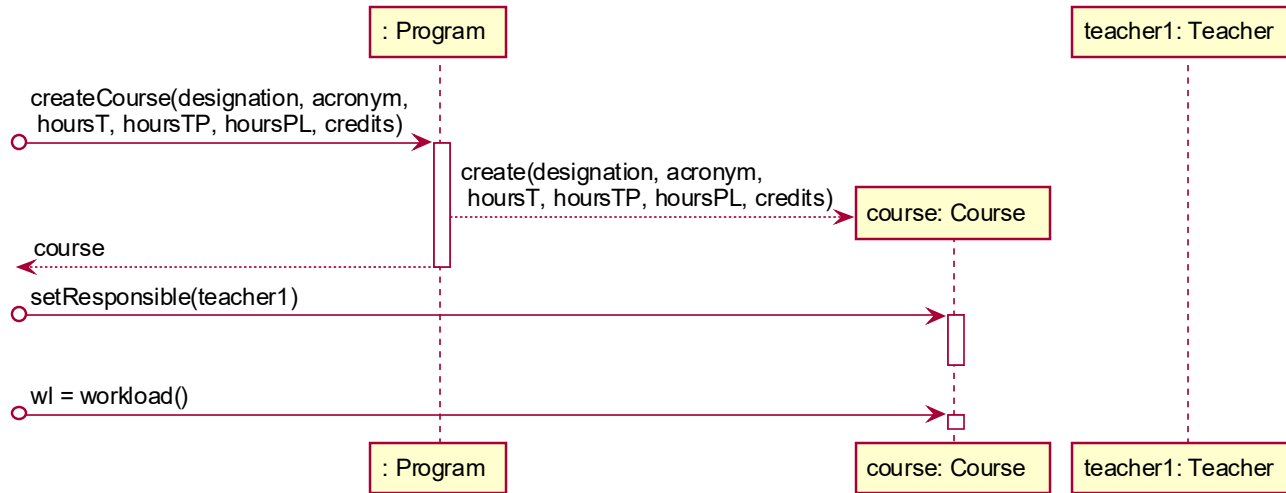 : Program
teacher1: Teacher
createCourse(designation, acronym,
hoursT, hoursTP, hoursPL, credits)
create(designation, acronym,
hoursT, hoursTP, hoursPL, credits)
course: Course
course
setResponsible(teacher1)
wl = workload()
: Program
course: Course
teacher1: Teacher